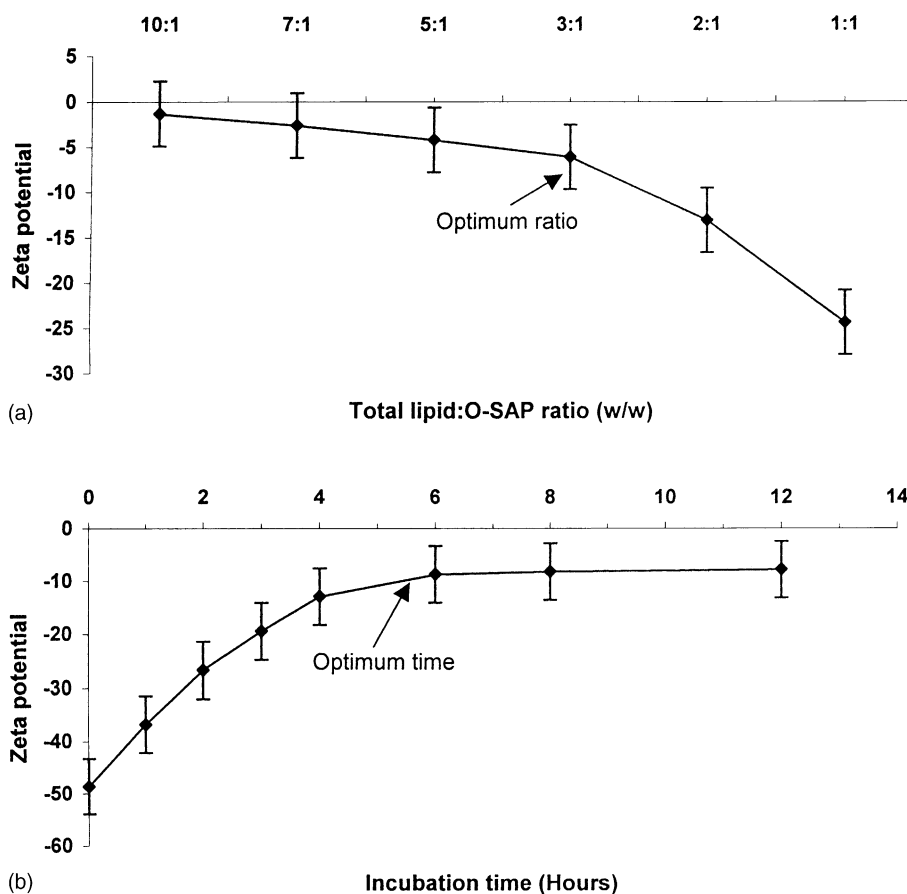 10:1 7:1 5:1 3:1 2:1 1:1
5
0
-5
-10
-15
-20
-25
-30
Zeta potential
Optimum ratio
(a)
Total lipid:O-SAP ratio (w/w)
0 2 4 6 8 10 12 14
0
-10
-20
-30
-40
-50
-60
Zeta potential
Optimum time
(b)
Incubation time (Hours)